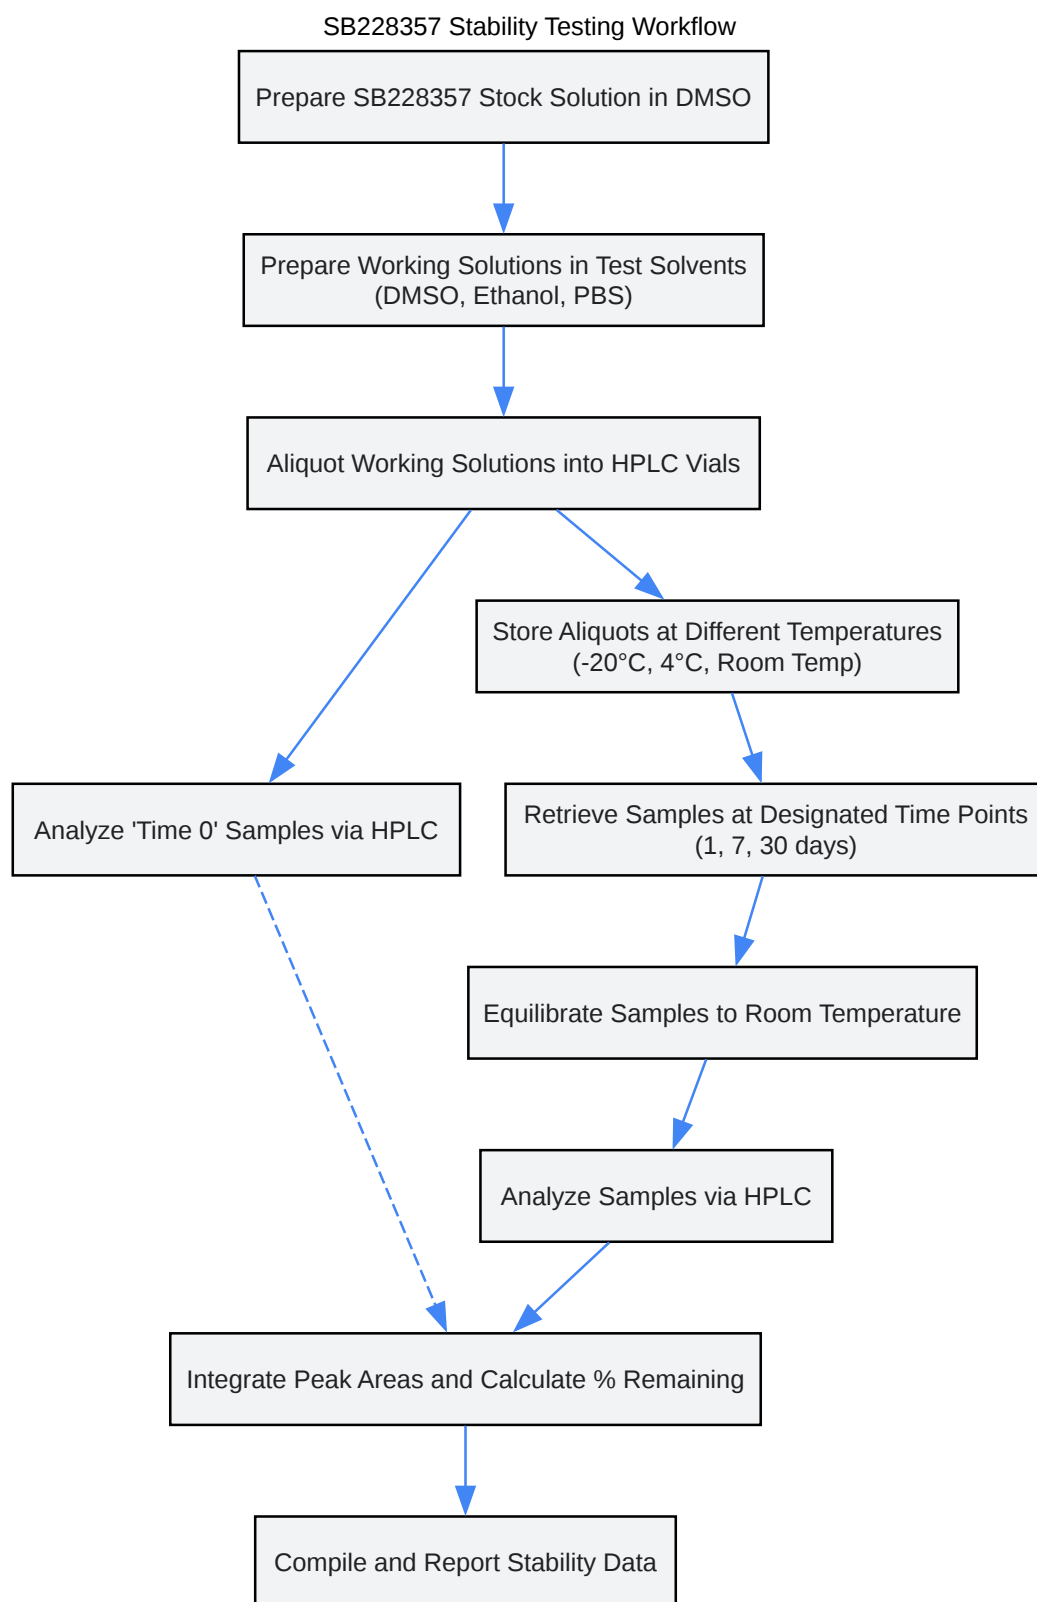 SB228357 Stability Testing Workflow
Prepare SB228357 Stock Solution in DMSO
Prepare Working Solutions in Test Solvents
(DMSO, Ethanol, PBS)
Aliquot Working Solutions into HPLC Vials
Store Aliquots at Different Temperatures
(-20°C, 4°C, Room Temp)
Analyze 'Time 0' Samples via HPLC
Retrieve Samples at Designated Time Points
(1, 7, 30 days)
Equilibrate Samples to Room Temperature
Analyze Samples via HPLC
Integrate Peak Areas and Calculate % Remaining
Compile and Report Stability Data